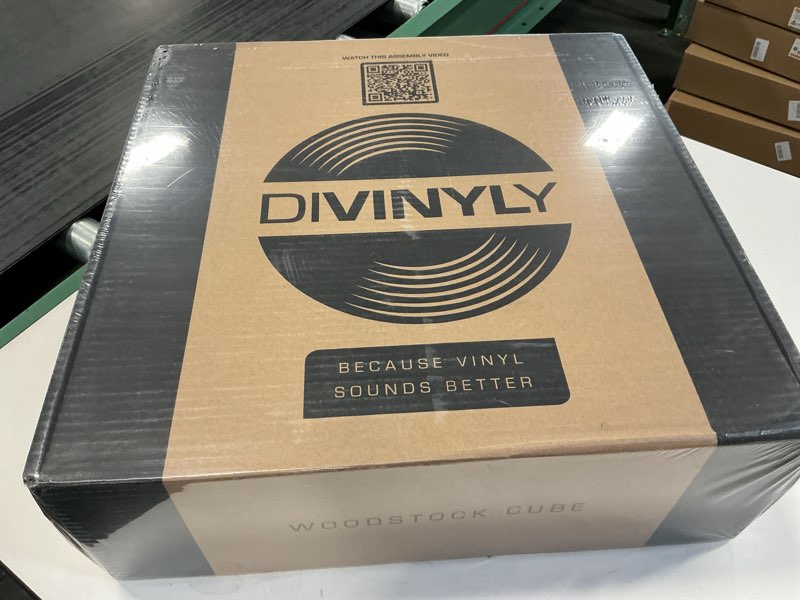 WATCH THIS ASSEMBLY VIDEO
DIVINYLY
BECAUSE VINYL
SOUNDS BETTER
WOODSTOCK CUBE